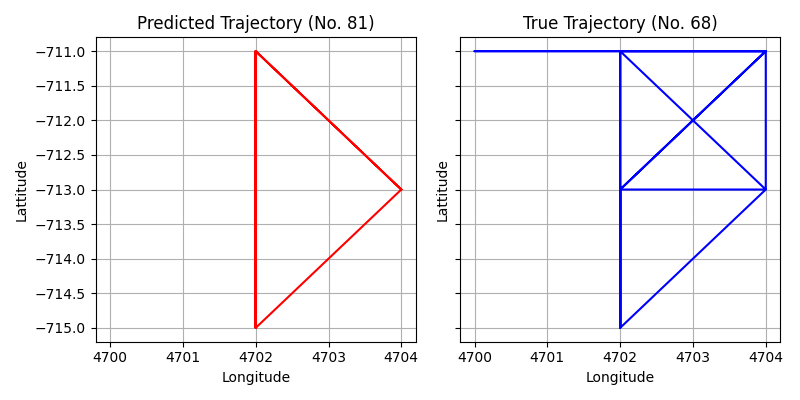 Predicted Trajectory (No. 81)
True Trajectory (No. 68)
Lattitude
−711.0
−711.5
−712.0
−712.5
−713.0
−713.5
−714.0
−714.5
−715.0
4700 4701 4702 4703 4704
Longitude
Lattitude
4700 4701 4702 4703 4704
Longitude